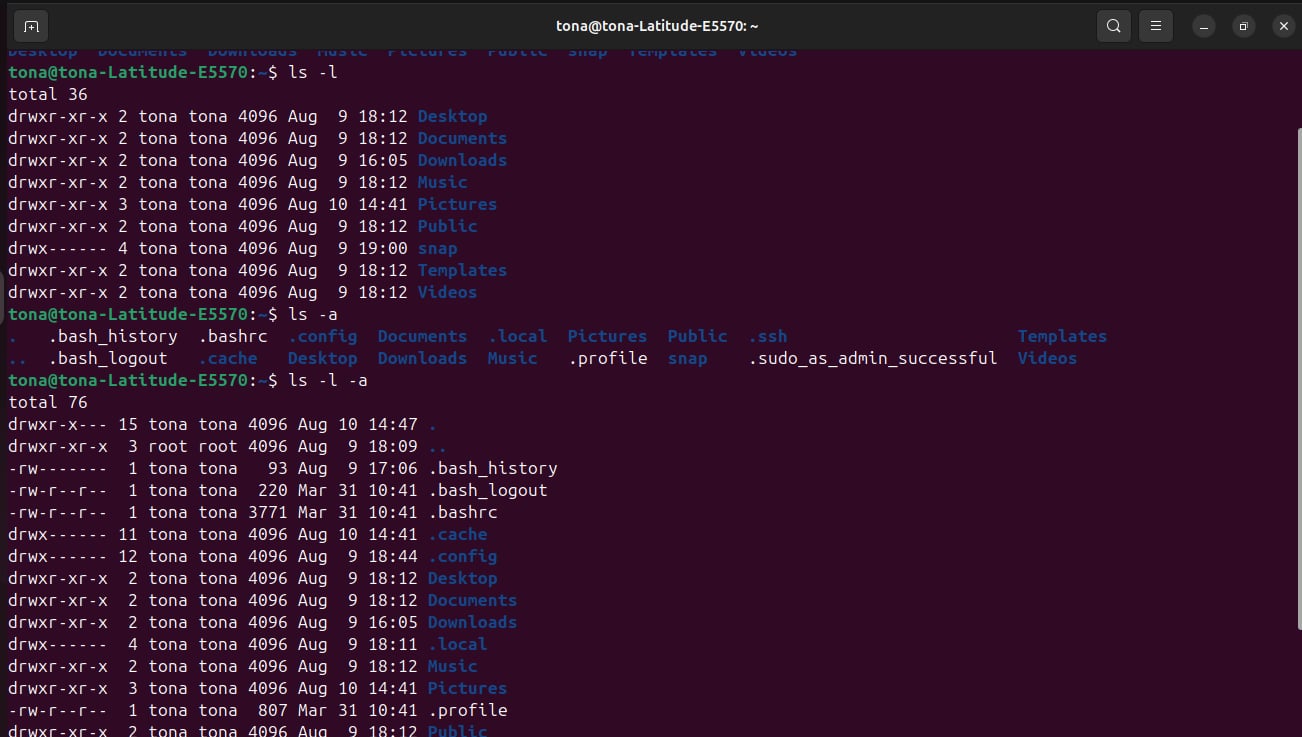 tona@tona-Latitude-E5570: ~
Desktop  Documents  Downloads  Music  Pictures  Public  snap  Templates  Videos
tona@tona-Latitude-E5570:~$ ls -l
total 36
drwxr-xr-x 2 tona tona 4096 Aug  9 18:12 Desktop
drwxr-xr-x 2 tona tona 4096 Aug  9 18:12 Documents
drwxr-xr-x 2 tona tona 4096 Aug  9 16:05 Downloads
drwxr-xr-x 2 tona tona 4096 Aug  9 18:12 Music
drwxr-xr-x 3 tona tona 4096 Aug 10 14:41 Pictures
drwxr-xr-x 2 tona tona 4096 Aug  9 18:12 Public
drwx------ 4 tona tona 4096 Aug  9 19:00 snap
drwxr-xr-x 2 tona tona 4096 Aug  9 18:12 Templates
drwxr-xr-x 2 tona tona 4096 Aug  9 18:12 Videos
tona@tona-Latitude-E5570:~$ ls -a
.   .bash_history  .bashrc  .config  Documents  .local  Pictures  Public  .ssh                       Templates
..  .bash_logout   .cache   Desktop  Downloads  Music   .profile  snap    .sudo_as_admin_successful  Videos
tona@tona-Latitude-E5570:~$ ls -l -a
total 76
drwxr-x--- 15 tona tona 4096 Aug 10 14:47 .
drwxr-xr-x  3 root root 4096 Aug  9 18:09 ..
-rw-------  1 tona tona   93 Aug  9 17:06 .bash_history
-rw-r--r--  1 tona tona  220 Mar 31 10:41 .bash_logout
-rw-r--r--  1 tona tona 3771 Mar 31 10:41 .bashrc
drwx------ 11 tona tona 4096 Aug 10 14:41 .cache
drwx------ 12 tona tona 4096 Aug  9 18:44 .config
drwxr-xr-x  2 tona tona 4096 Aug  9 18:12 Desktop
drwxr-xr-x  2 tona tona 4096 Aug  9 18:12 Documents
drwxr-xr-x  2 tona tona 4096 Aug  9 16:05 Downloads
drwx------  4 tona tona 4096 Aug  9 18:11 .local
drwxr-xr-x  2 tona tona 4096 Aug  9 18:12 Music
drwxr-xr-x  3 tona tona 4096 Aug 10 14:41 Pictures
-rw-r--r--  1 tona tona  807 Mar 31 10:41 .profile
drwxr-xr-x  2 tona tona 4096 Aug  9 18:12 Public